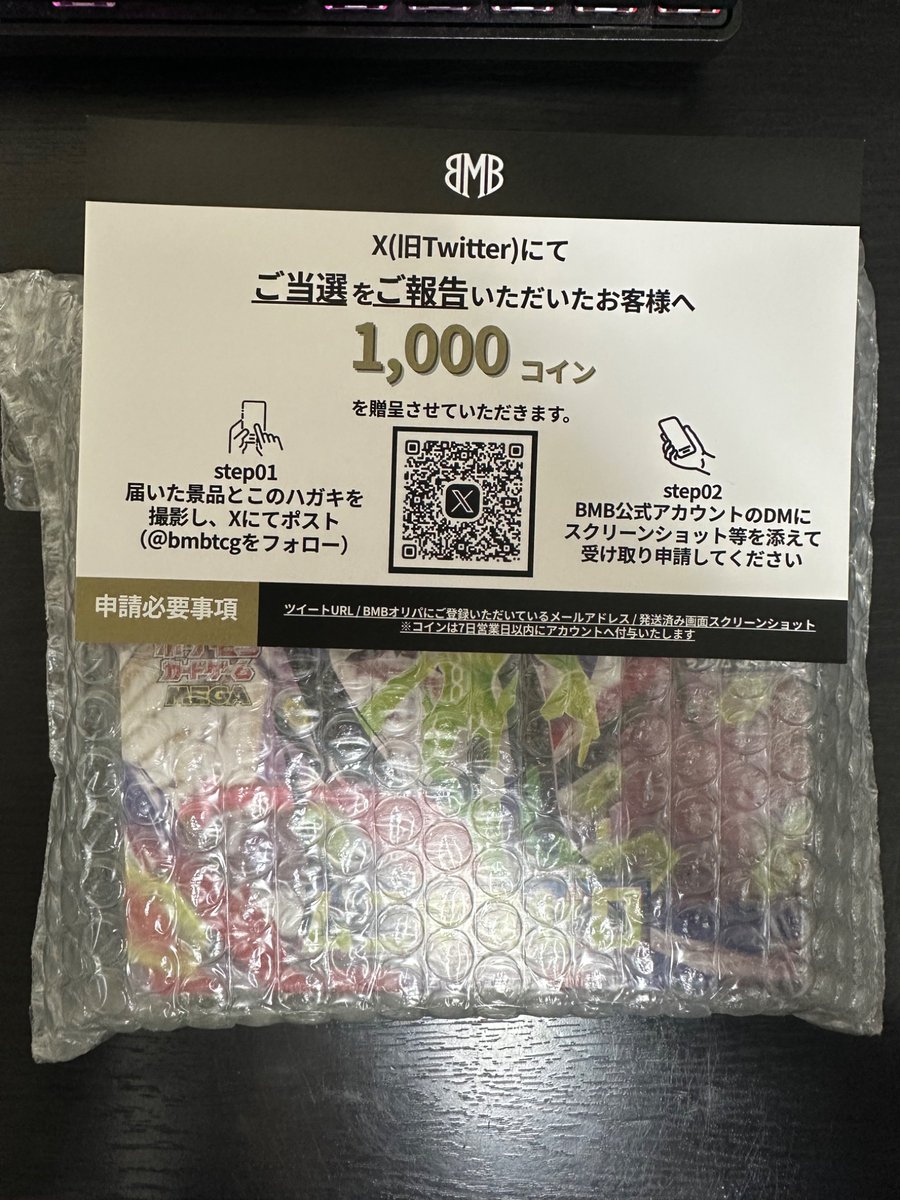 BMB
X(旧Twitter)にて
ご当選をご報告いただいたお客様へ
1,000 コイン
を贈呈させていただきます。
step01
届いた景品とこのハガキを
撮影し、Xにてポスト
(@bmbtcgをフォロー)
X
step02
BMB公式アカウントのDMに
スクリーンショット等を添えて
受け取り申請してください
申請必要事項
ツイートURL / BMBオリパにご登録いただいているメールアドレス / 発送済み画面スクリーンショット
※コインは7日営業日以内にアカウントへ付与いたします
カードゲーム
MEGA